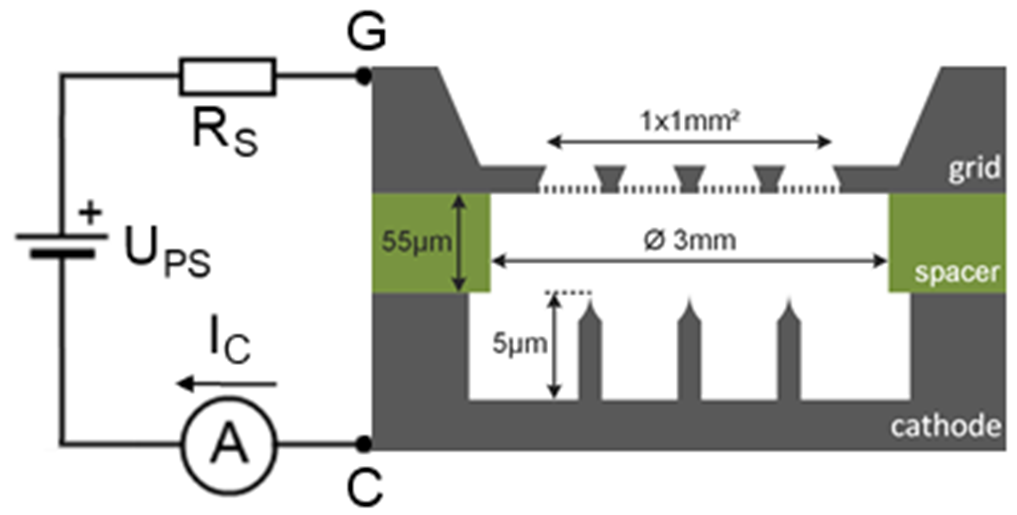 G
R_S
+
U_PS
I_C
A
C
1x1mm²
grid
55µm
Ø 3mm
spacer
5µm
cathode